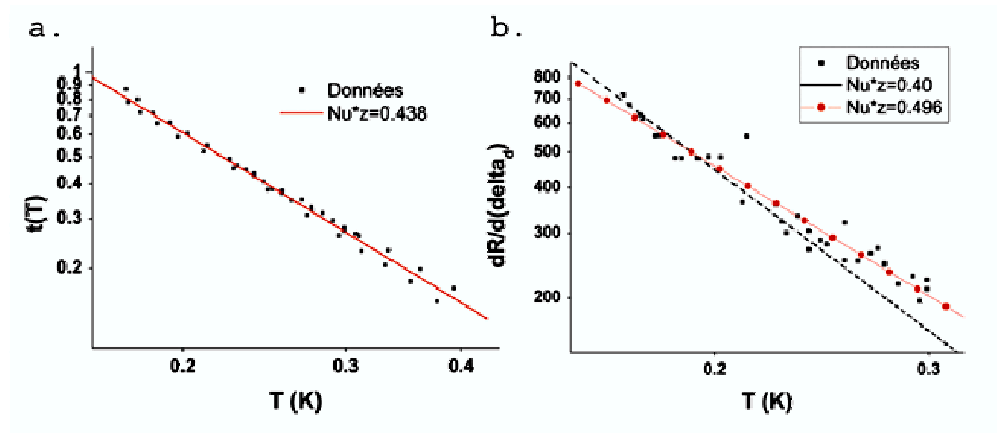 a.
1
0.9
0.8
0.7
0.6
0.5
0.4
0.3
0.2
t(T)
Données
Nu*z=0.438
0.2 0.3 0.4
T (K)
b.
800
700
600
500
400
300
200
dR/d(delta_d)
Données
Nu*z=0.40
Nu*z=0.496
0.2 0.3
T (K)